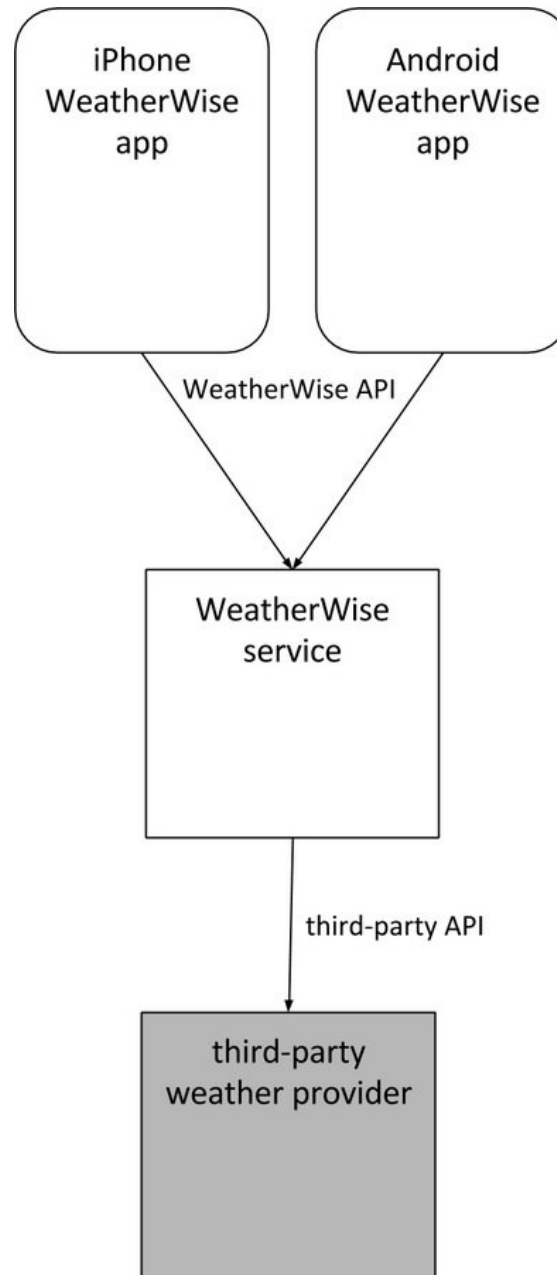 iPhone
WeatherWise
app
Android
WeatherWise
app
WeatherWise API
WeatherWise
service
third-party API
third-party
weather provider